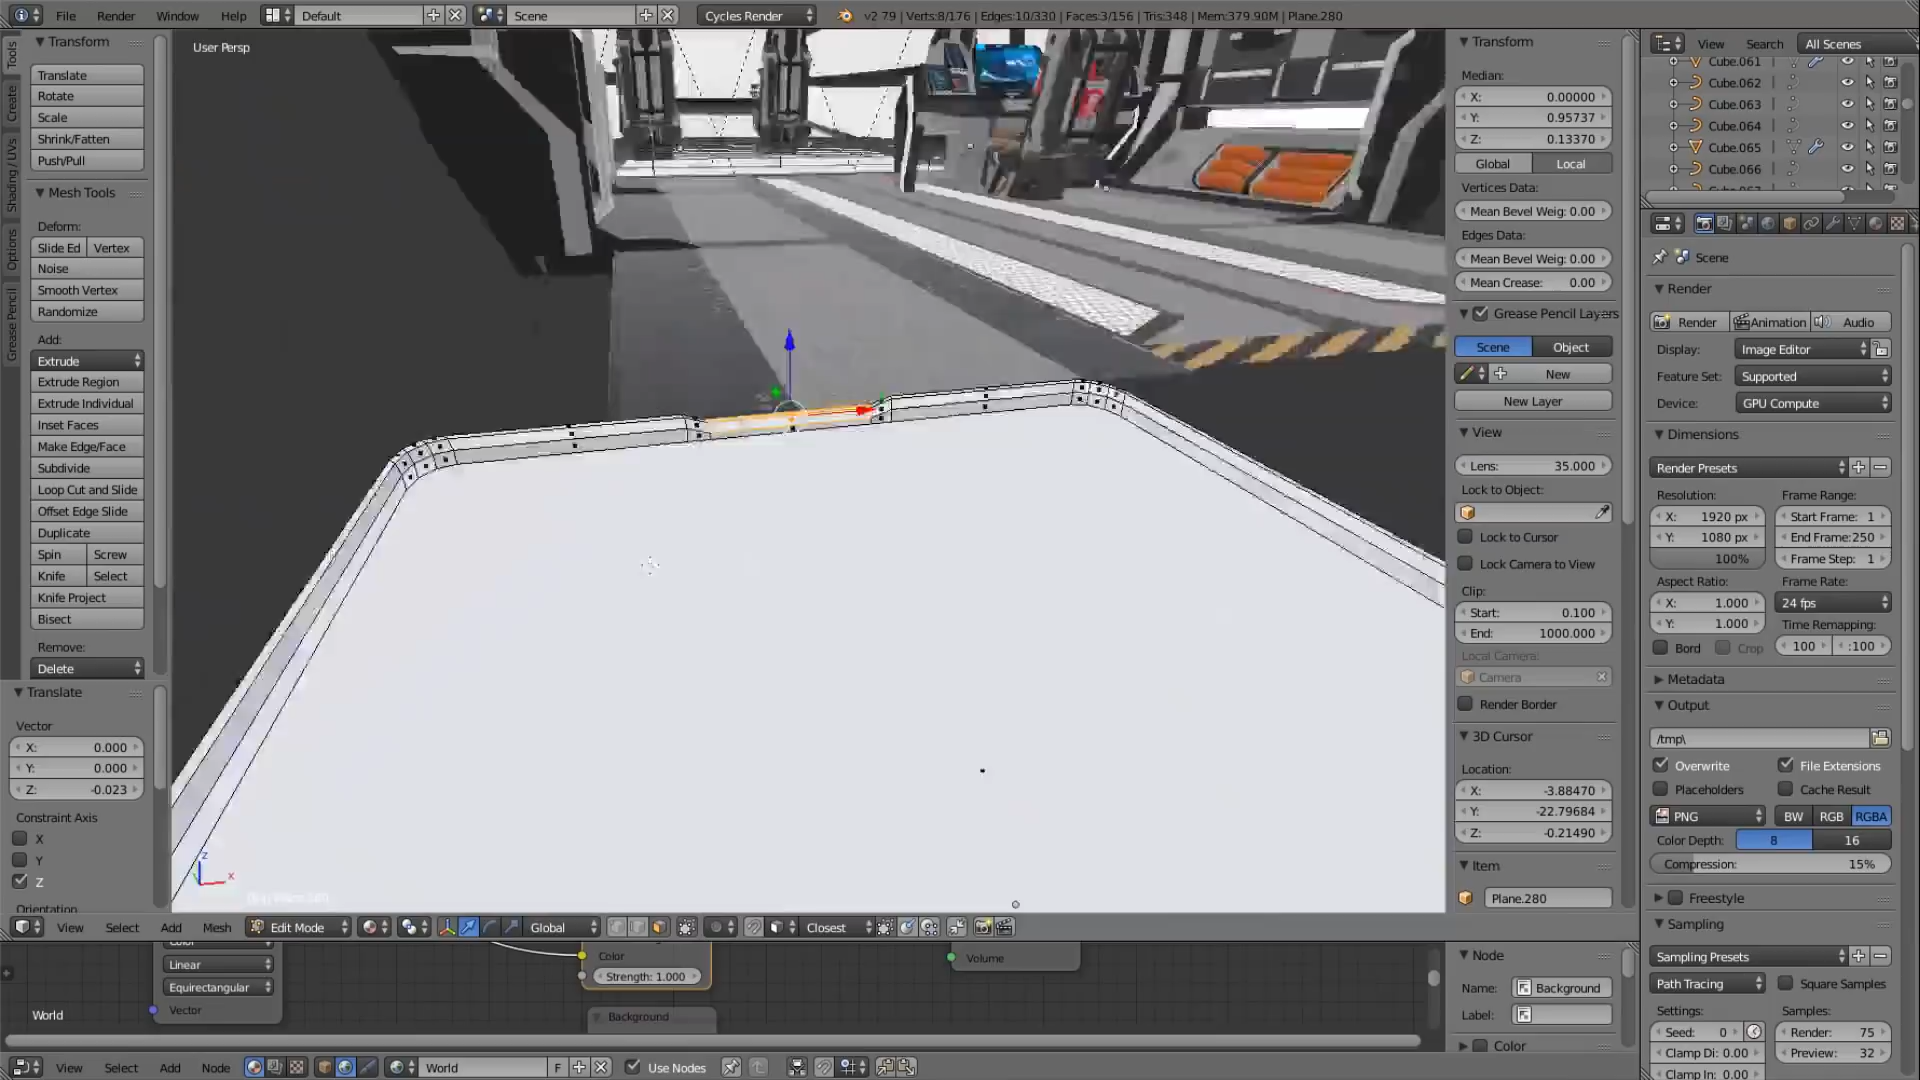 File Render Window Help Default Scene Cycles Render v2 79 | Verts:8/176 | Edges:10/330 | Faces:3/156 | Tris:348 | Mem:379.90M | Plane.280
Tools
Create
Shading / UVs
Options
Grease Pencil
Transform
Translate
Rotate
Scale
Shrink/Fatten
Push/Pull
Mesh Tools
Deform:
Slide Ed Vertex
Noise
Smooth Vertex
Randomize
Add:
Extrude
Extrude Region
Extrude Individual
Inset Faces
Make Edge/Face
Subdivide
Loop Cut and Slide
Offset Edge Slide
Duplicate
Spin Screw
Knife Select
Knife Project
Bisect
Remove:
Delete
Translate
Vector
X: 0.000
Y: 0.000
Z: -0.023
Constraint Axis
X
Y
Z
Orientation
User Persp
z
x
Transform
Median:
X: 0.00000
Y: 0.95737
Z: 0.13370
Global Local
Vertices Data:
Mean Bevel Weig: 0.00
Edges Data:
Mean Bevel Weig: 0.00
Mean Crease: 0.00
Grease Pencil Layers
Scene Object
New
New Layer
View
Lens: 35.000
Lock to Object:
Lock to Cursor
Lock Camera to View
Clip:
Start: 0.100
End: 1000.000
Local Camera:
Camera
Render Border
3D Cursor
Location:
X: -3.88470
Y: -22.79684
Z: -0.21490
Item
Plane.280
View Search All Scenes
Cube.061
Cube.062
Cube.063
Cube.064
Cube.065
Cube.066
Scene
Render
Render Animation Audio
Display: Image Editor
Feature Set: Supported
Device: GPU Compute
Dimensions
Render Presets
Resolution: Frame Range:
X: 1920 px Start Frame: 1
Y: 1080 px End Frame:250
100% Frame Step: 1
Aspect Ratio: Frame Rate:
X: 1.000 24 fps
Y: 1.000 Time Remapping:
Bord Crop 100 :100
Metadata
Output
/tmp\
Overwrite File Extensions
Placeholders Cache Result
PNG BW RGB RGBA
Color Depth: 8 16
Compression: 15%
Freestyle
Sampling
Sampling Presets
Path Tracing Square Samples
Settings: Samples:
Seed: 0 Render: 75
Clamp Di: 0.00 Preview: 32
Clamp In: 0.00
View Select Add Mesh Edit Mode Global Closest
Color
Linear
Equirectangular
Vector
World
Color
Strength: 1.000
Background
Volume
Node
Name: Background
Label:
Color
View Select Add Node World F Use Nodes